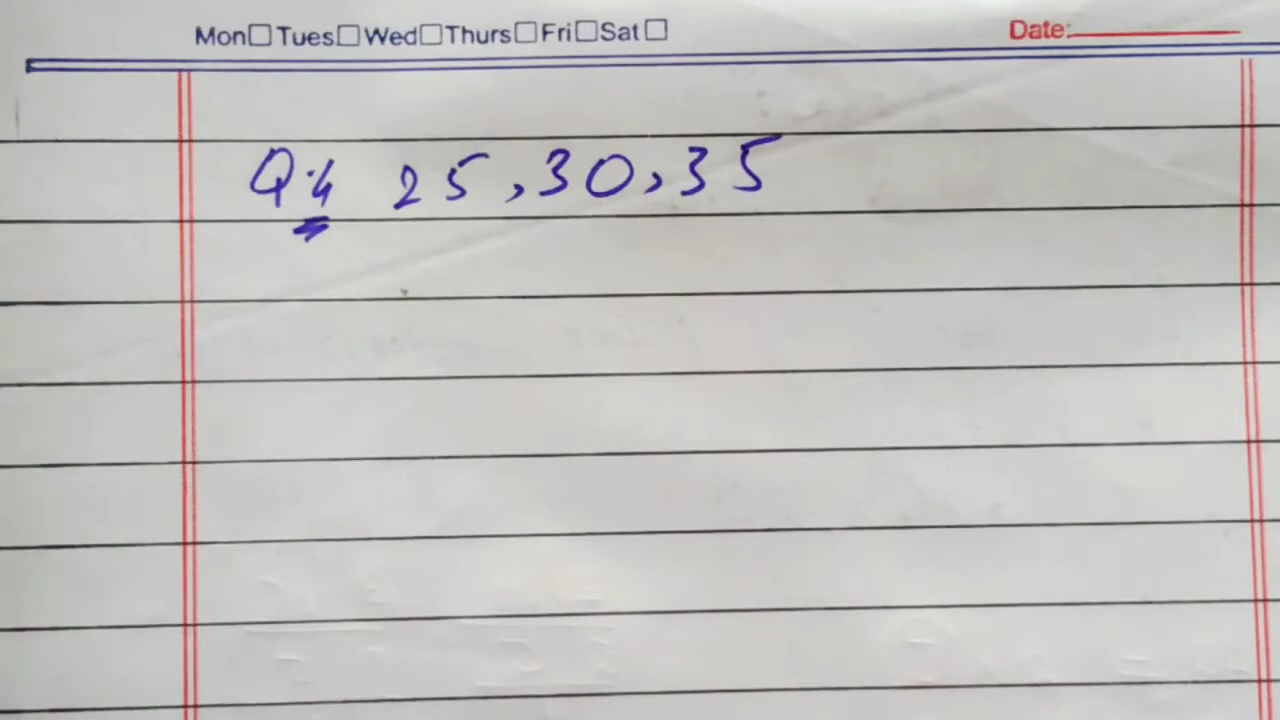 Mon□ Tues□ Wed□ Thurs□ Fri□ Sat□ Date:
Q.4 25,30,35